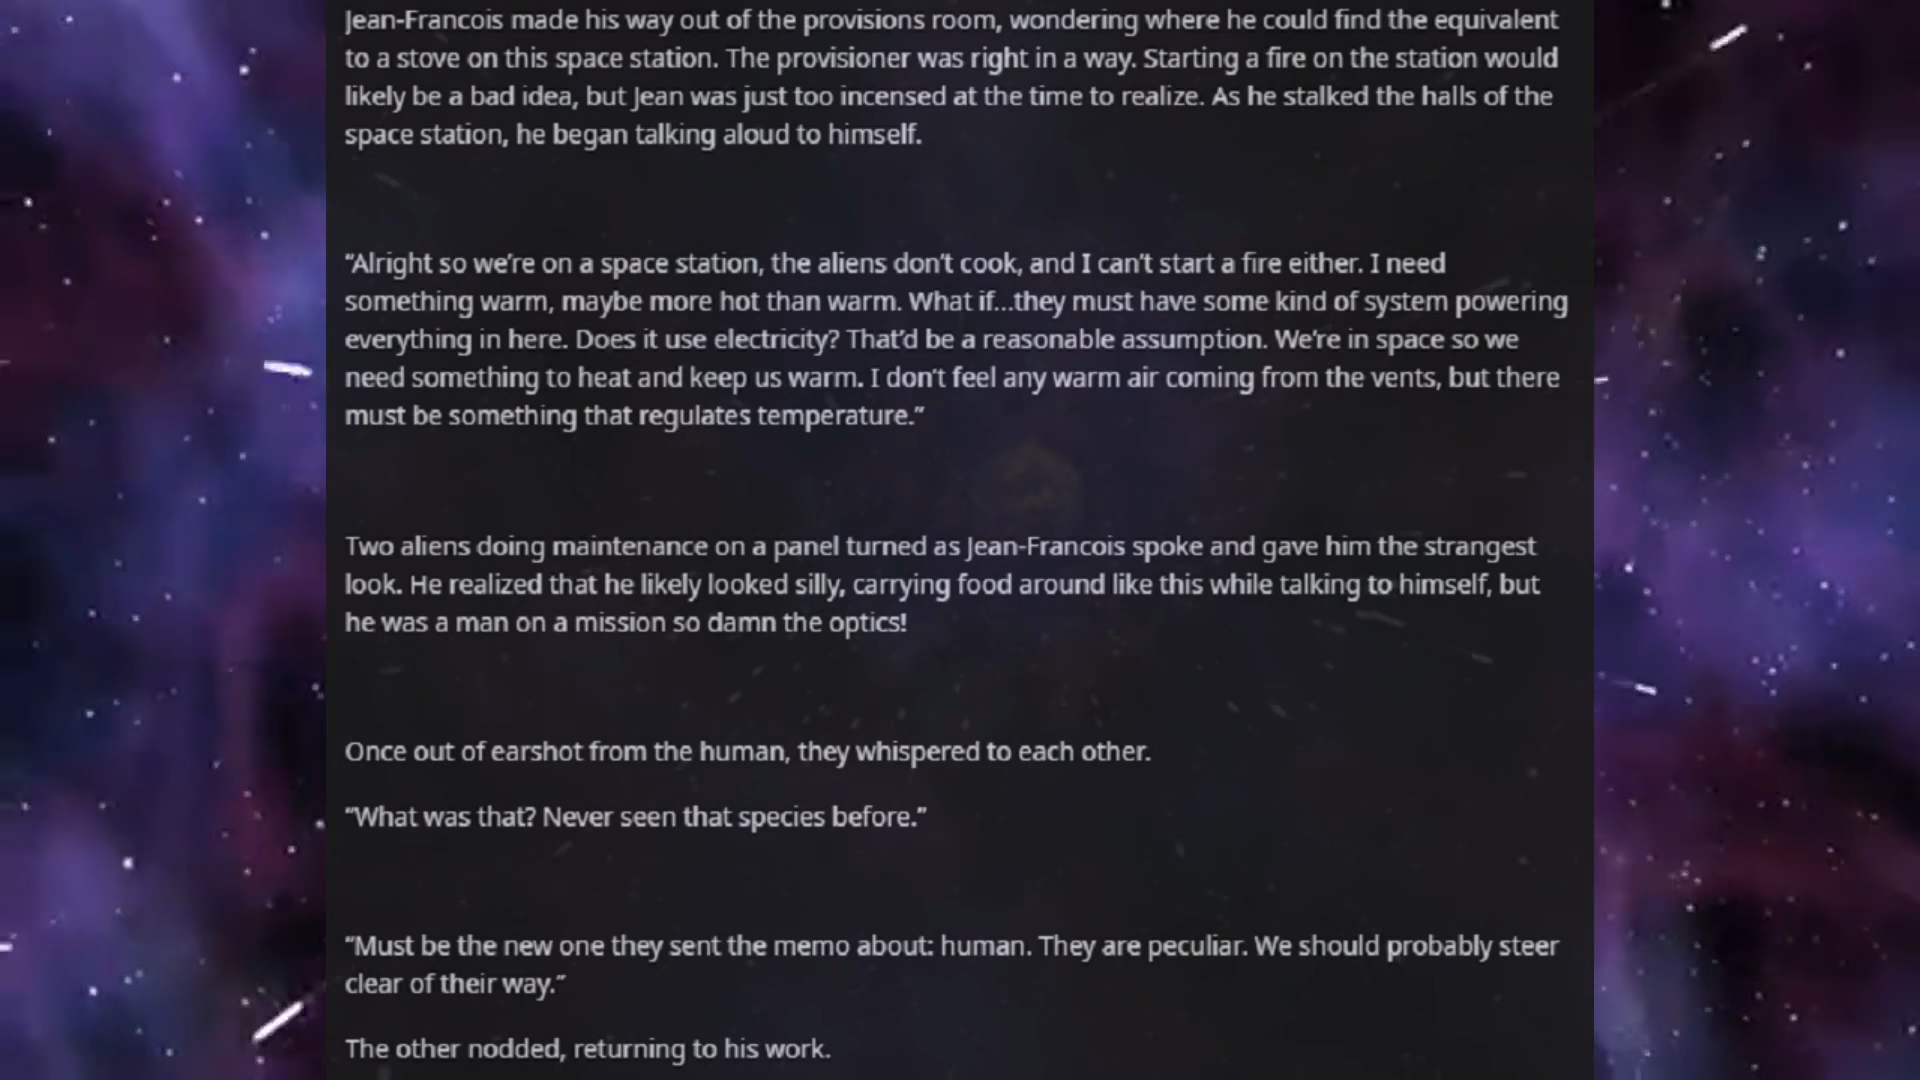 Jean-Francois made his way out of the provisions room, wondering where he could find the equivalent
to a stove on this space station. The provisioner was right in a way. Starting a fire on the station would
likely be a bad idea, but Jean was just too incensed at the time to realize. As he stalked the halls of the
space station, he began talking aloud to himself.
“Alright so we’re on a space station, the aliens don’t cook, and I can’t start a fire either. I need
something warm, maybe more hot than warm. What if...they must have some kind of system powering
everything in here. Does it use electricity? That’d be a reasonable assumption. We’re in space so we
need something to heat and keep us warm. I don’t feel any warm air coming from the vents, but there
must be something that regulates temperature.”
Two aliens doing maintenance on a panel turned as Jean-Francois spoke and gave him the strangest
look. He realized that he likely looked silly, carrying food around like this while talking to himself, but
he was a man on a mission so damn the optics!
Once out of earshot from the human, they whispered to each other.
“What was that? Never seen that species before.”
“Must be the new one they sent the memo about: human. They are peculiar. We should probably steer
clear of their way.”
The other nodded, returning to his work.